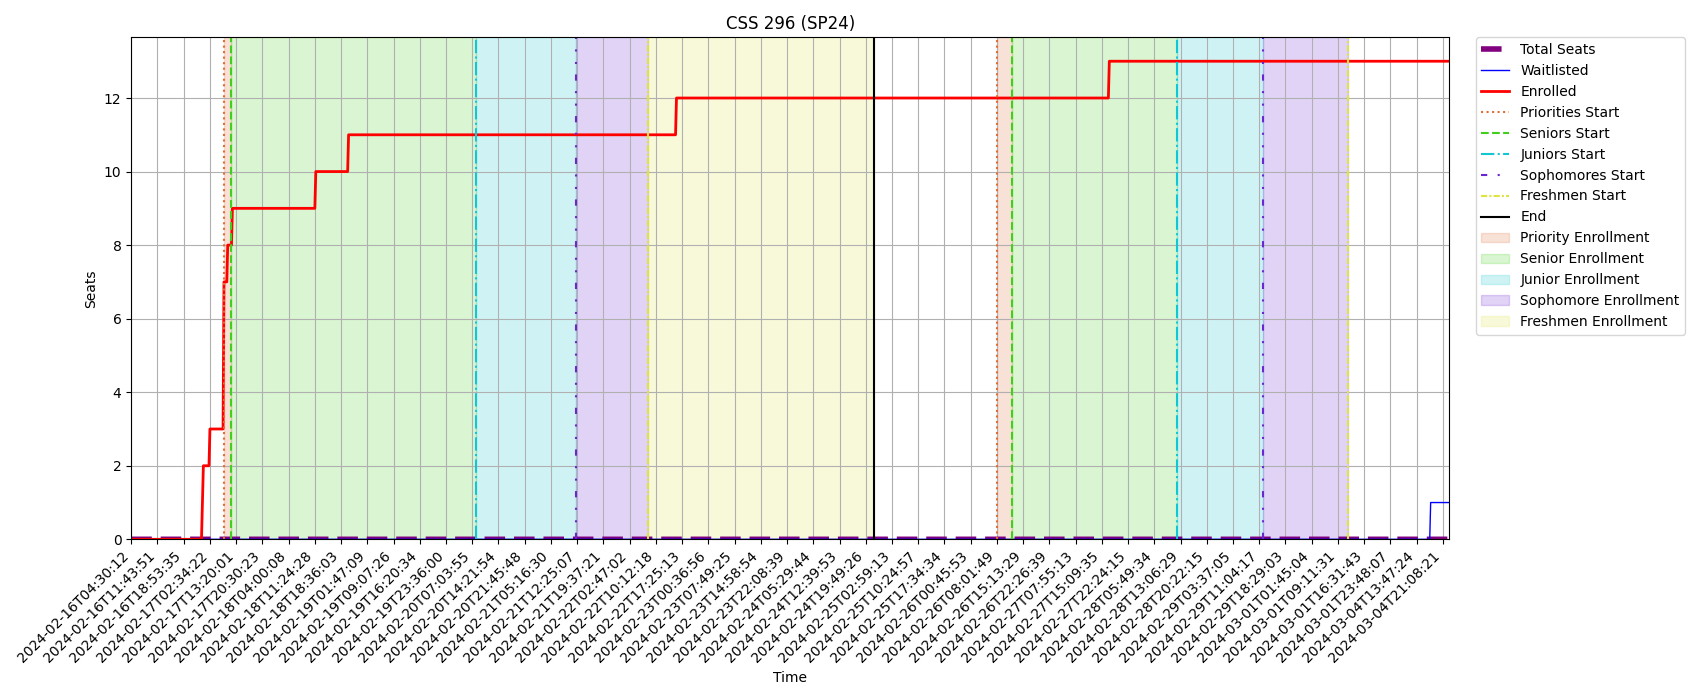 CSS 296 (SP24)
Seats
12
10
8
6
4
2
0
2024-02-16T04:30:12
2024-02-16T11:43:51
2024-02-16T18:53:35
2024-02-17T02:34:22
2024-02-17T13:20:01
2024-02-17T20:30:23
2024-02-18T04:00:08
2024-02-18T11:24:28
2024-02-18T18:36:03
2024-02-19T01:47:09
2024-02-19T09:07:26
2024-02-19T16:20:34
2024-02-19T23:36:00
2024-02-20T07:03:55
2024-02-20T14:21:54
2024-02-20T21:45:48
2024-02-21T05:16:30
2024-02-21T12:25:07
2024-02-21T19:37:21
2024-02-22T02:47:02
2024-02-22T10:12:18
2024-02-22T17:25:13
2024-02-23T00:36:56
2024-02-23T07:49:25
2024-02-23T14:58:54
2024-02-23T22:08:39
2024-02-24T05:29:44
2024-02-24T12:39:53
2024-02-24T19:49:26
2024-02-25T02:59:13
2024-02-25T10:24:57
2024-02-25T17:34:34
2024-02-26T00:45:53
2024-02-26T08:01:49
2024-02-26T15:13:29
2024-02-26T22:26:39
2024-02-27T07:55:13
2024-02-27T15:09:35
2024-02-27T22:24:15
2024-02-28T05:49:34
2024-02-28T13:06:29
2024-02-28T20:22:15
2024-02-29T03:37:05
2024-02-29T11:04:17
2024-02-29T18:29:03
2024-03-01T01:45:04
2024-03-01T09:11:31
2024-03-01T16:31:43
2024-03-01T23:48:07
2024-03-04T13:47:24
2024-03-04T21:08:21
Time
Total Seats
Waitlisted
Enrolled
Priorities Start
Seniors Start
Juniors Start
Sophomores Start
Freshmen Start
End
Priority Enrollment
Senior Enrollment
Junior Enrollment
Sophomore Enrollment
Freshmen Enrollment